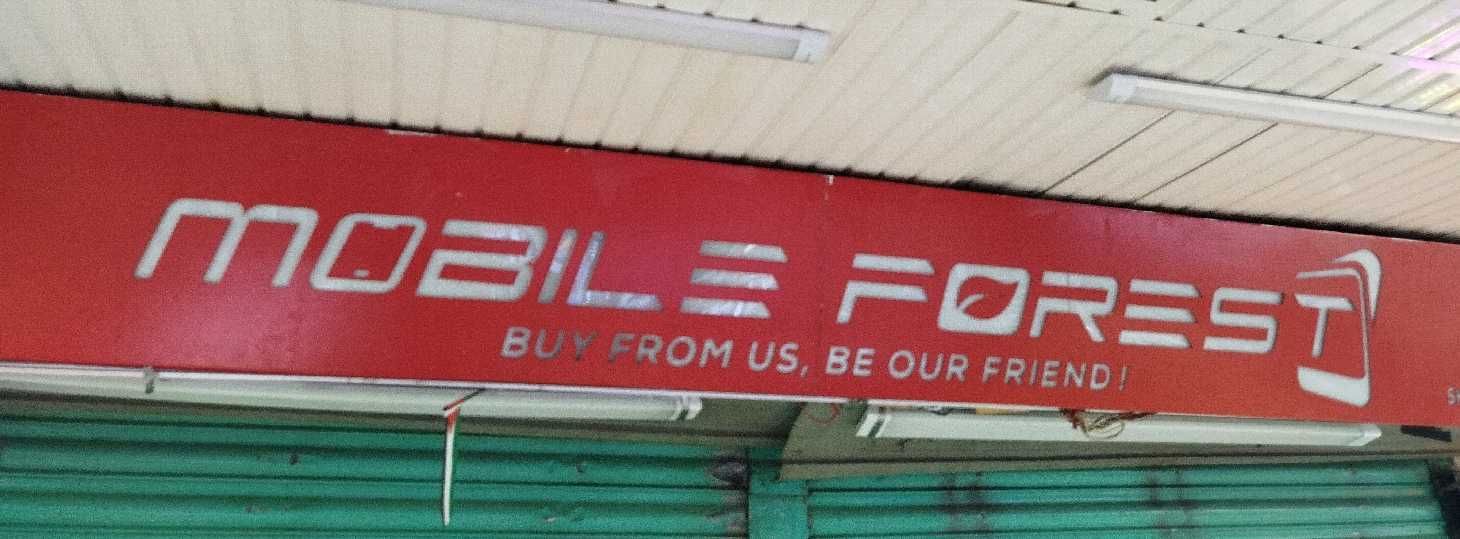 MOBILE FOREST
BUY FROM US, BE OUR FRIEND!